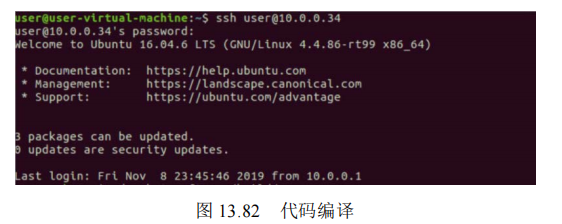 user@user-virtual-machine:~$ ssh user@10.0.0.34
user@10.0.0.34's password:
Welcome to Ubuntu 16.04.6 LTS (GNU/Linux 4.4.86-rt99 x86_64)
* Documentation: https://help.ubuntu.com
* Management: https://landscape.canonical.com
* Support: https://ubuntu.com/advantage
3 packages can be updated.
0 updates are security updates.
Last login: Fri Nov 8 23:45:46 2019 from 10.0.0.1
图 13.82 代码编译